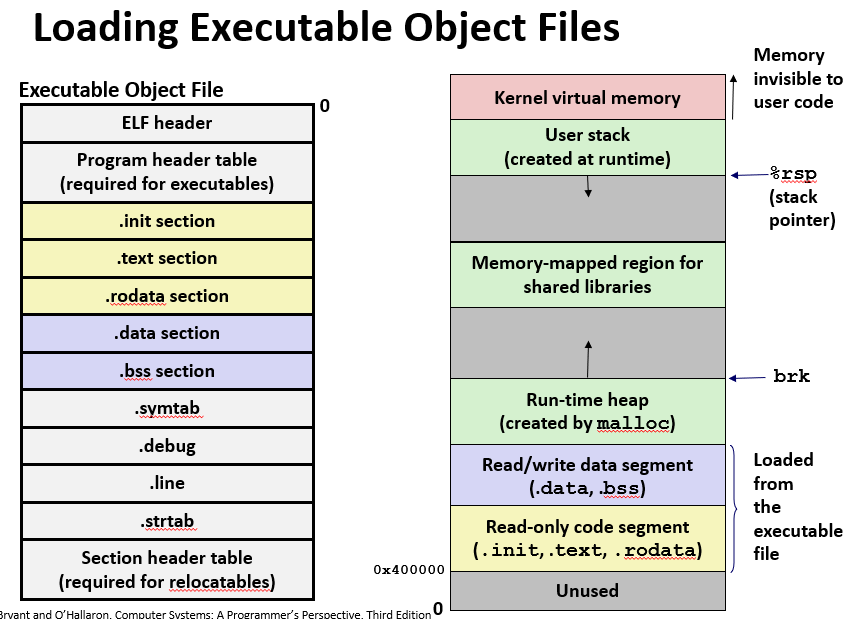 Loading Executable Object Files
Executable Object File
0
ELF header
Program header table
(required for executables)
.init section
.text section
.rodata section
.data section
.bss section
.symtab
.debug
.line
.strtab
Section header table
(required for relocatables)
Kernel virtual memory
User stack
(created at runtime)
Memory-mapped region for
shared libraries
Run-time heap
(created by malloc)
Read/write data segment
(.data, .bss)
Read-only code segment
(.init, .text, .rodata)
Unused
Memory
invisible to
user code
%rsp
(stack
pointer)
brk
Loaded
from
the
executable
file
0x400000
0
Bryant and O'Hallaron, Computer Systems: A Programmer's Perspective, Third Edition